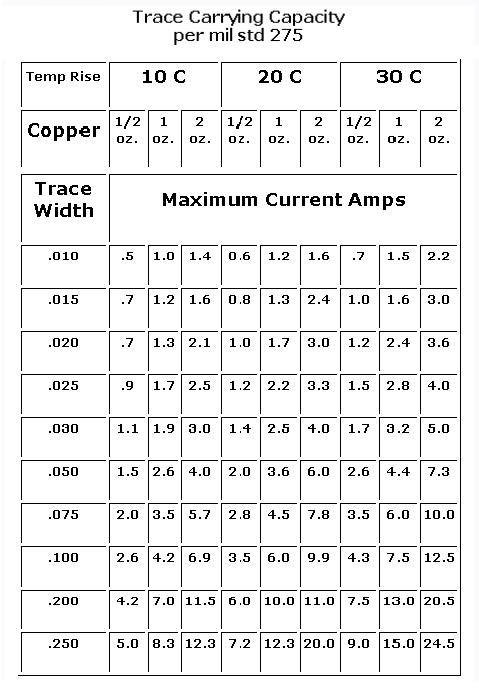 Trace Carrying Capacity
per mil std 275
Temp Rise 10 C 20 C 30 C
Copper 1/2 oz. 1 oz. 2 oz. 1/2 oz. 1 oz. 2 oz. 1/2 oz. 1 oz. 2 oz.
Trace Width Maximum Current Amps
.010 .5 1.0 1.4 0.6 1.2 1.6 .7 1.5 2.2
.015 .7 1.2 1.6 0.8 1.3 2.4 1.0 1.6 3.0
.020 .7 1.3 2.1 1.0 1.7 3.0 1.2 2.4 3.6
.025 .9 1.7 2.5 1.2 2.2 3.3 1.5 2.8 4.0
.030 1.1 1.9 3.0 1.4 2.5 4.0 1.7 3.2 5.0
.050 1.5 2.6 4.0 2.0 3.6 6.0 2.6 4.4 7.3
.075 2.0 3.5 5.7 2.8 4.5 7.8 3.5 6.0 10.0
.100 2.6 4.2 6.9 3.5 6.0 9.9 4.3 7.5 12.5
.200 4.2 7.0 11.5 6.0 10.0 11.0 7.5 13.0 20.5
.250 5.0 8.3 12.3 7.2 12.3 20.0 9.0 15.0 24.5